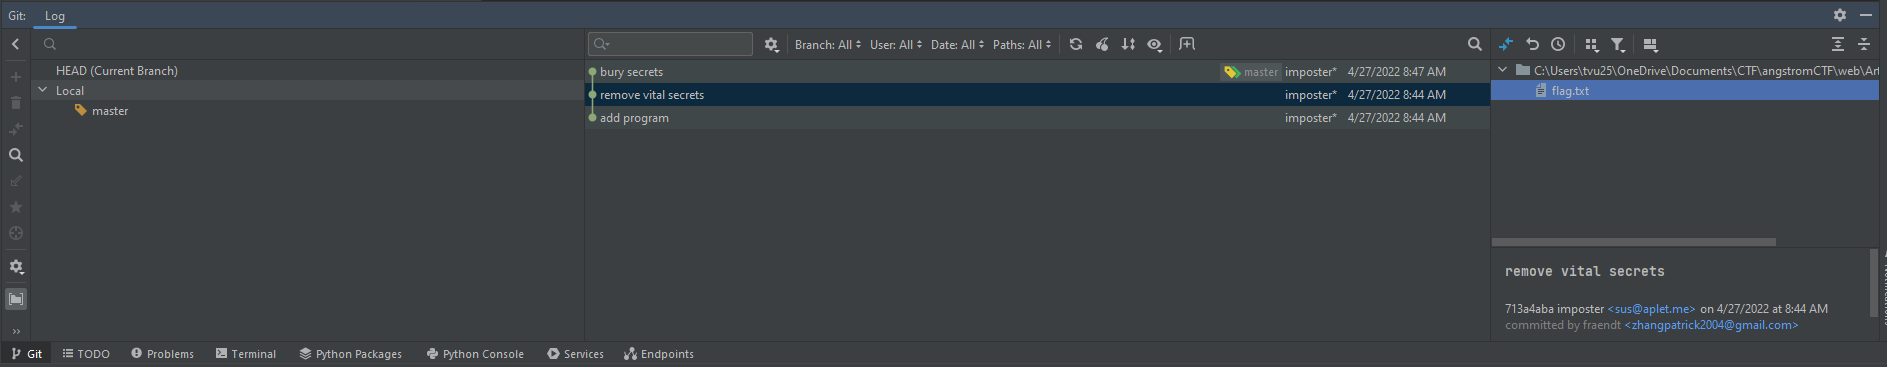 Git: Log
Branch: All User: All Date: All Paths: All
HEAD (Current Branch)
Local
master
bury secrets master imposter* 4/27/2022 8:47 AM
remove vital secrets imposter* 4/27/2022 8:44 AM
add program imposter* 4/27/2022 8:44 AM
C:\Users\tvu25\OneDrive\Documents\CTF\angstromCTF\web\Art
flag.txt
remove vital secrets
713a4aba imposter <sus@aplet.me> on 4/27/2022 at 8:44 AM
committed by fraendt <zhangpatrick2004@gmail.com>
Git TODO Problems Terminal Python Packages Python Console Services Endpoints